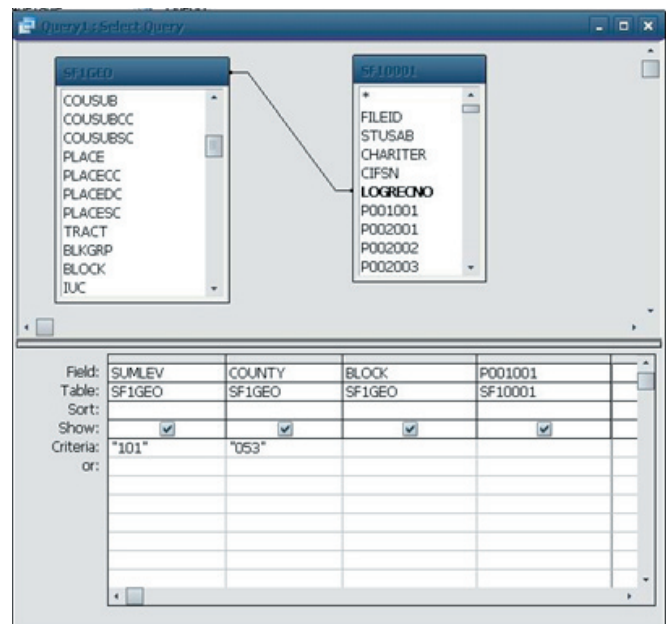 Query1 : Select Query
SF1GEO
COUSUB
COUSUBCC
COUSUBSC
PLACE
PLACECC
PLACEDC
PLACESC
TRACT
BLKGRP
BLOCK
IUC
SF10001
*
FILEID
STUSAB
CHARITER
CIFSN
LOGRECNO
P001001
P002001
P002002
P002003
Field: SUMLEV COUNTY BLOCK P001001
Table: SF1GEO SF1GEO SF1GEO SF10001
Sort:
Show:
Criteria: "101" "053"
or: